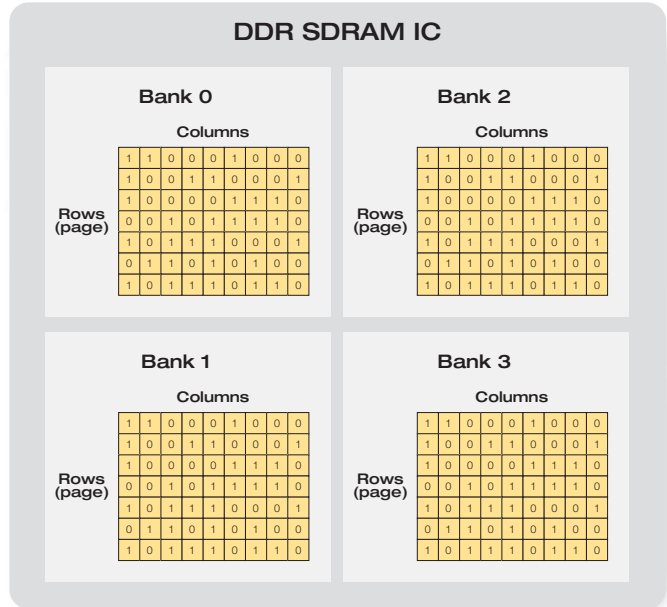 DDR SDRAM IC
Bank 0
Columns
Rows
(page)
1 1 0 0 0 1 0 0 0
1 0 0 1 1 0 0 0 1
1 0 0 0 0 1 1 1 0
0 0 1 0 1 1 1 1 0
1 0 1 1 1 0 0 0 1
0 1 1 0 1 0 1 0 0
1 0 1 1 1 0 1 1 0
Bank 2
Columns
Rows
(page)
1 1 0 0 0 1 0 0 0
1 0 0 1 1 0 0 0 1
1 0 0 0 0 1 1 1 0
0 0 1 0 1 1 1 1 0
1 0 1 1 1 0 0 0 1
0 1 1 0 1 0 1 0 0
1 0 1 1 1 0 1 1 0
Bank 1
Columns
Rows
(page)
1 1 0 0 0 1 0 0 0
1 0 0 1 1 0 0 0 1
1 0 0 0 0 1 1 1 0
0 0 1 0 1 1 1 1 0
1 0 1 1 1 0 0 0 1
0 1 1 0 1 0 1 0 0
1 0 1 1 1 0 1 1 0
Bank 3
Columns
Rows
(page)
1 1 0 0 0 1 0 0 0
1 0 0 1 1 0 0 0 1
1 0 0 0 0 1 1 1 0
0 0 1 0 1 1 1 1 0
1 0 1 1 1 0 0 0 1
0 1 1 0 1 0 1 0 0
1 0 1 1 1 0 1 1 0